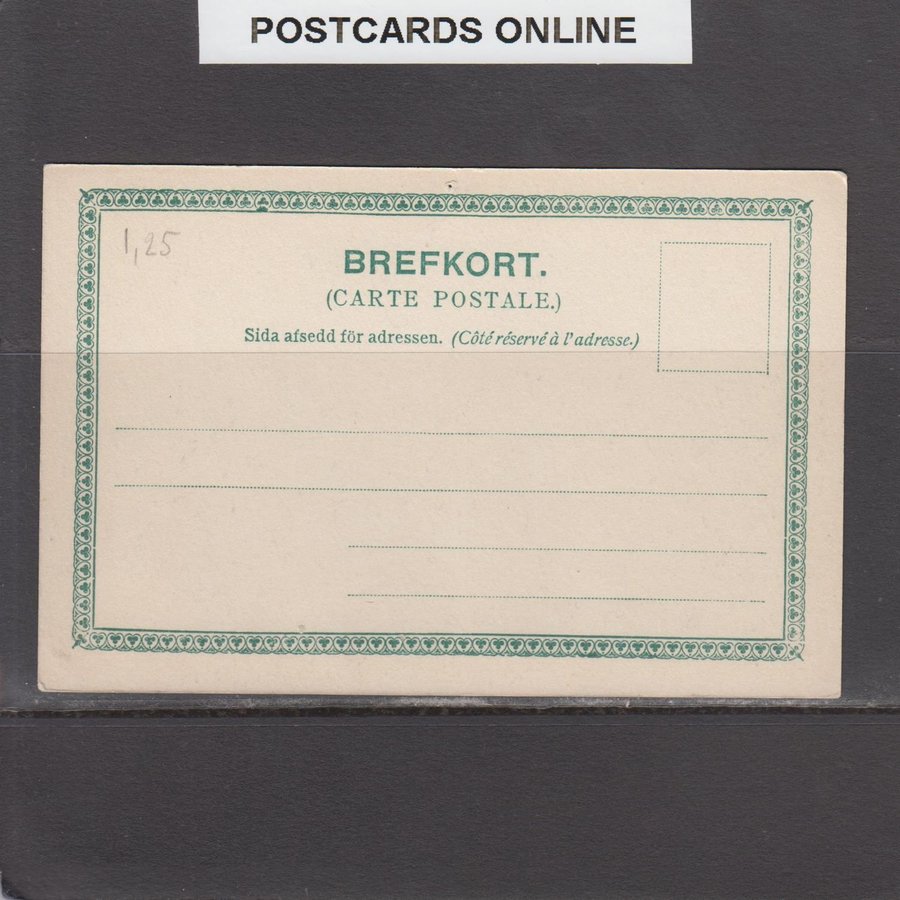 POSTCARDS ONLINE
1,25
BREFKORT.
(CARTE POSTALE.)
Sida afsedd för adressen. (Côté réservé à l'adresse.)